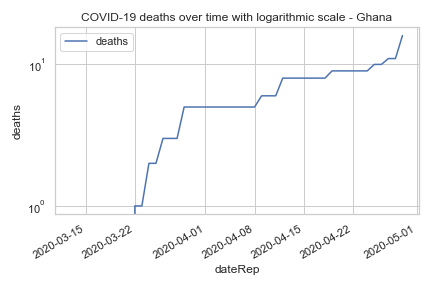 COVID-19 deaths over time with logarithmic scale - Ghana
deaths
10¹
10⁰
deaths
2020-03-15
2020-03-22
2020-04-01
2020-04-08
2020-04-15
2020-04-22
2020-05-01
dateRep